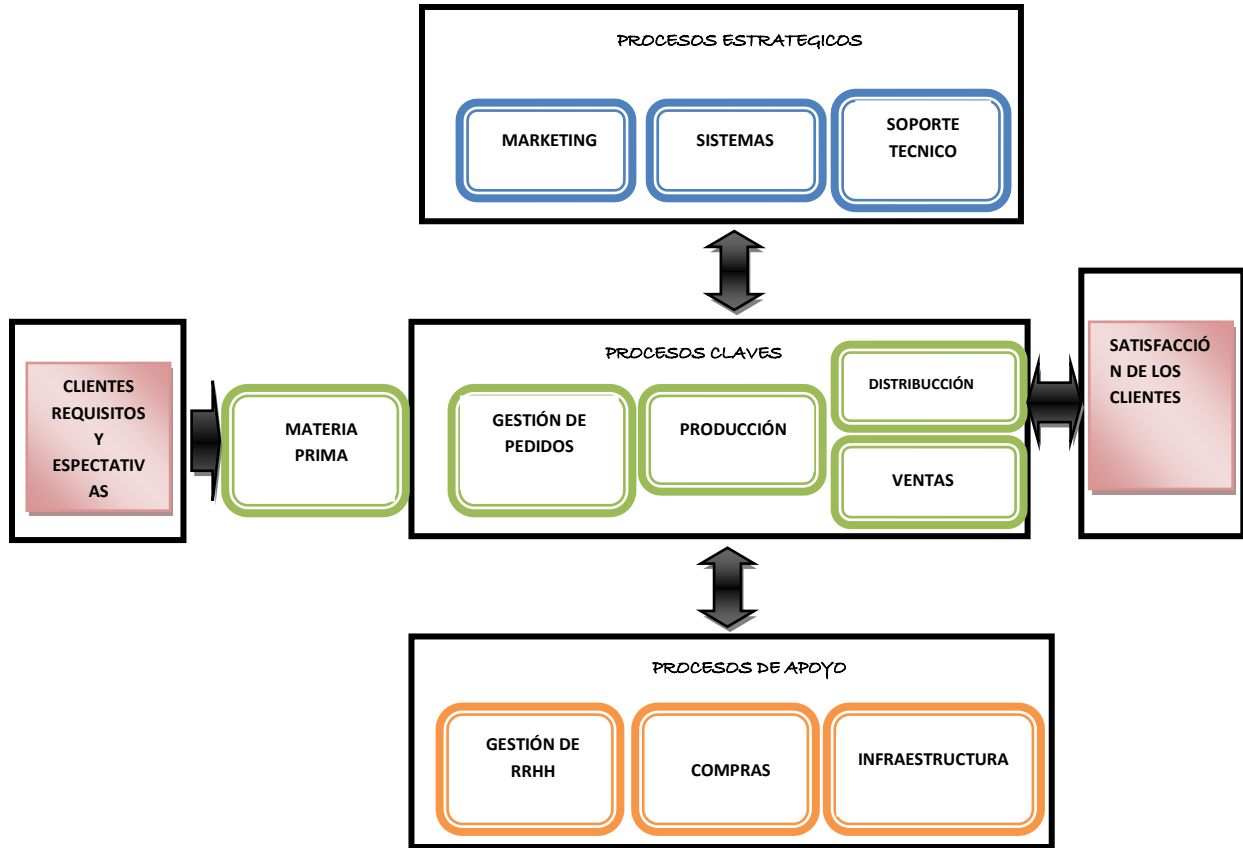 PROCESOS ESTRATEGICOS
MARKETING
SISTEMAS
SOPORTE
TECNICO
CLIENTES
REQUISITOS
Y
ESPECTATIV
AS
MATERIA
PRIMA
PROCESOS CLAVES
GESTIÓN DE
PEDIDOS
PRODUCCIÓN
DISTRIBUCCIÓN
VENTAS
SATISFACCIÓ
N DE LOS
CLIENTES
PROCESOS DE APOYO
GESTIÓN DE
RRHH
COMPRAS
INFRAESTRUCTURA